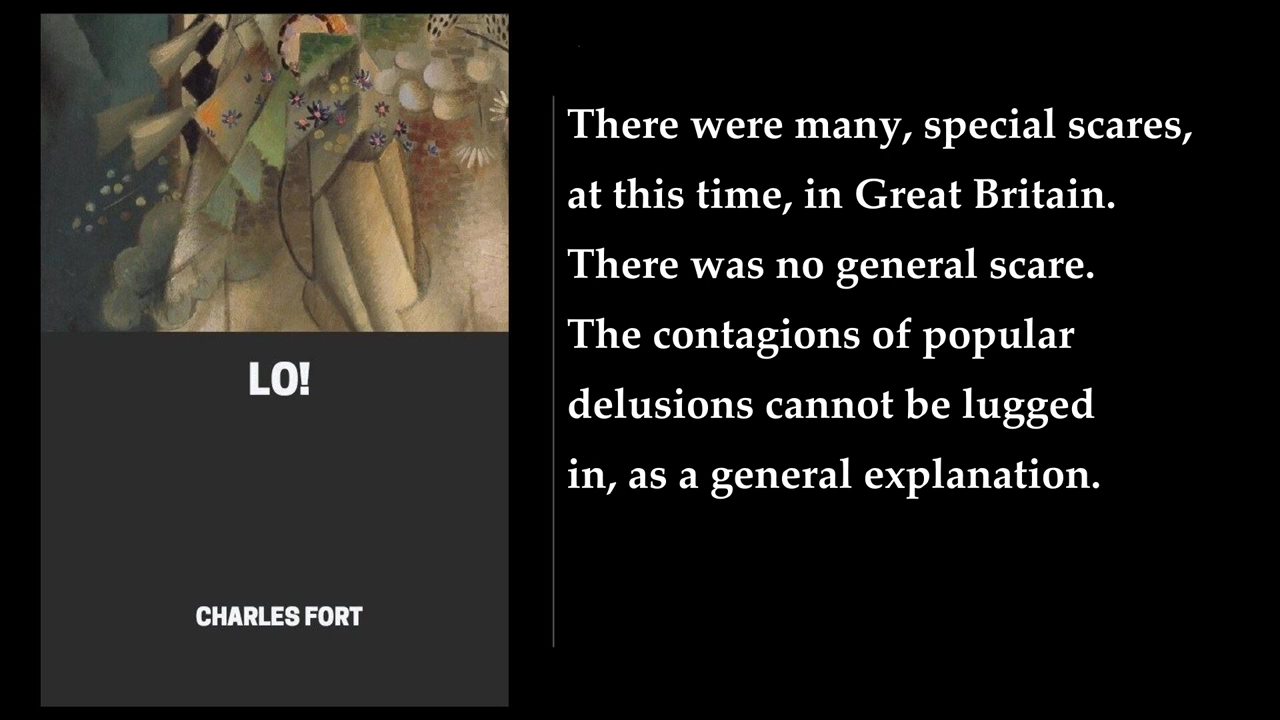 LO!
CHARLES FORT
There were many, special scares,
at this time, in Great Britain.
There was no general scare.
The contagions of popular
delusions cannot be lugged
in, as a general explanation.